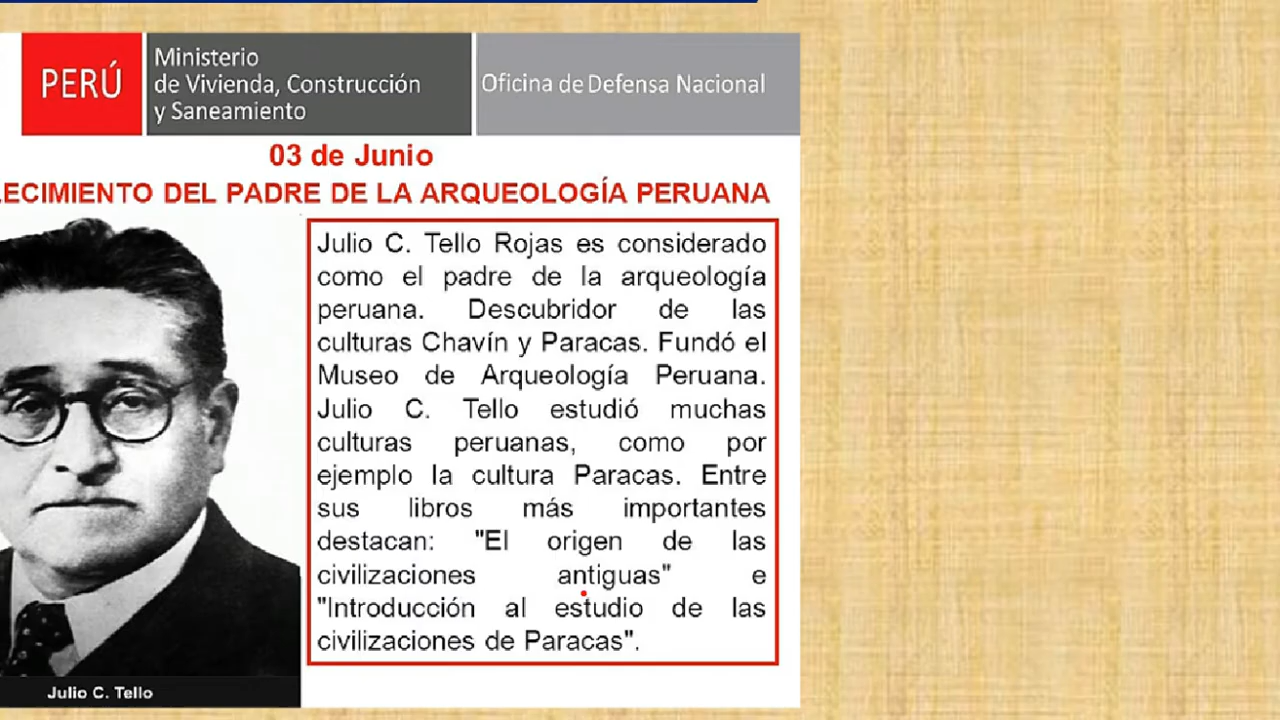 PERÚ
Ministerio
de Vivienda, Construcción
y Saneamiento
Oficina de Defensa Nacional
03 de Junio
LECIMIENTO DEL PADRE DE LA ARQUEOLOGÍA PERUANA
Julio C. Tello Rojas es considerado
como el padre de la arqueología
peruana. Descubridor de las
culturas Chavín y Paracas. Fundó el
Museo de Arqueología Peruana.
Julio C. Tello estudió muchas
culturas peruanas, como por
ejemplo la cultura Paracas. Entre
sus libros más importantes
destacan: "El origen de las
civilizaciones antiguas" e
"Introducción al estudio de las
civilizaciones de Paracas".
Julio C. Tello